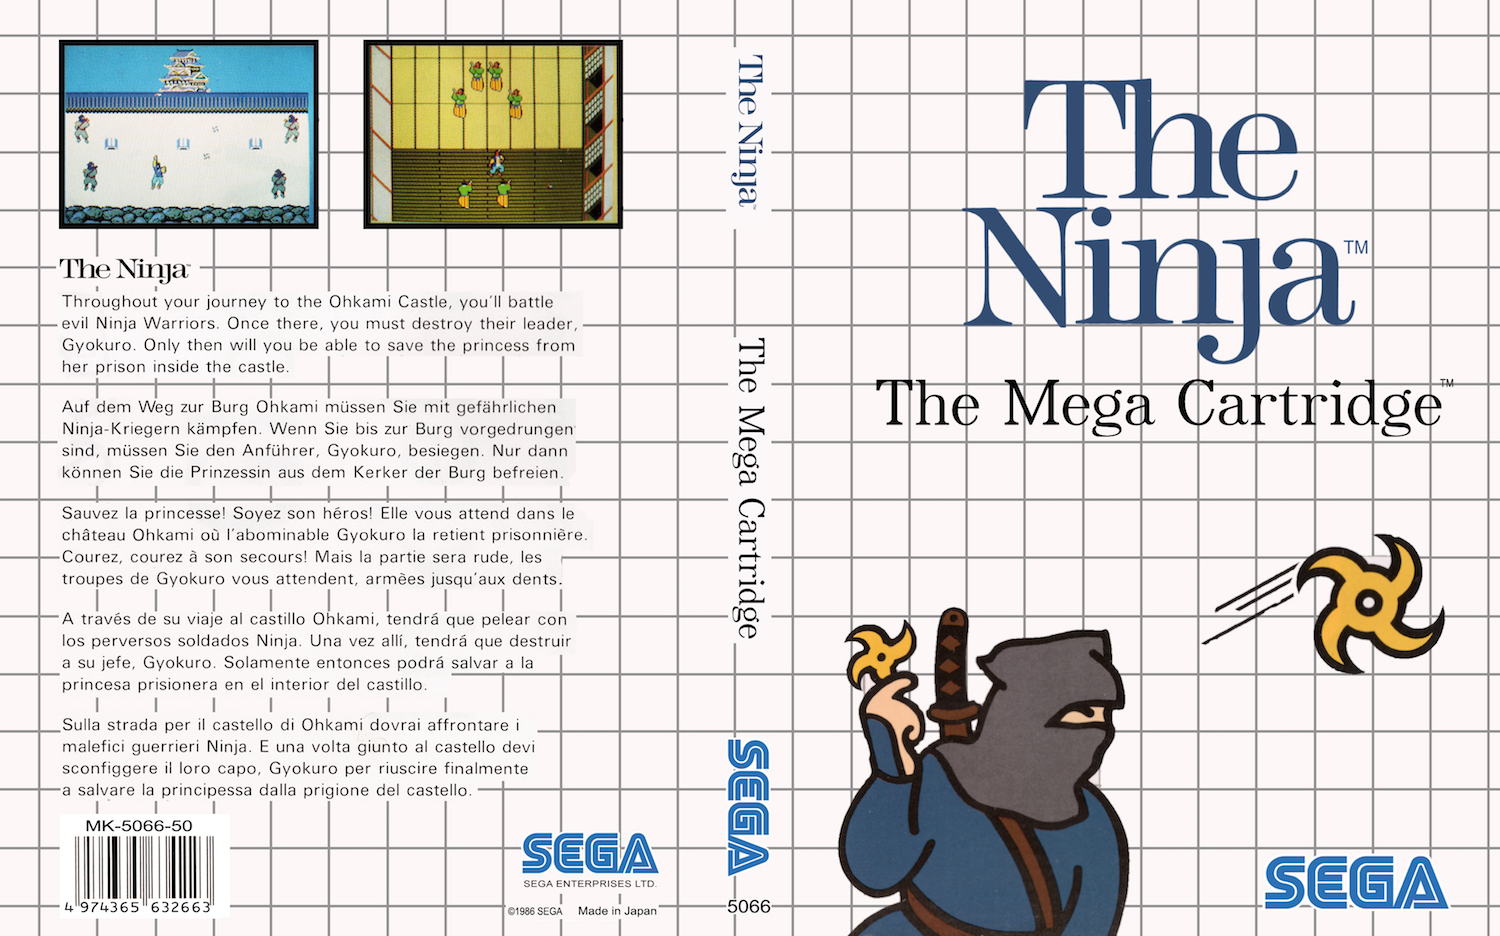 The Ninja™
Throughout your journey to the Ohkami Castle, you'll battle
evil Ninja Warriors. Once there, you must destroy their leader,
Gyokuro. Only then will you be able to save the princess from
her prison inside the castle.
Auf dem Weg zur Burg Ohkami müssen Sie mit gefährlichen
Ninja-Kriegern kämpfen. Wenn Sie bis zur Burg vorgedrungen
sind, müssen Sie den Anführer, Gyokuro, besiegen. Nur dann
können Sie die Prinzessin aus dem Kerker der Burg befreien.
Sauvez la princesse! Soyez son héros! Elle vous attend dans le
château Ohkami où l'abominable Gyokuro la retient prisonnière.
Courez, courez à son secours! Mais la partie sera rude, les
troupes de Gyokuro vous attendent, armèes jusqu'aux dents.
A través de su viaje al castillo Ohkami, tendrá que pelear con
los perversos soldados Ninja. Una vez allí, tendrá que destruir
a su jefe, Gyokuro. Solamente entonces podrá salvar a la
princesa prisionera en el interior del castillo.
Sulla strada per il castello di Ohkami dovrai affrontare i
malefici guerrieri Ninja. E una volta giunto al castello devi
sconfiggere il loro capo, Gyokuro per riuscire finalmente
a salvare la principessa dalla prigione del castello.
MK-5066-50
4 974365 632663
SEGA
SEGA ENTERPRISES LTD.
©1986 SEGA Made in Japan
The Ninja™
The Mega Cartridge
SEGA
5066
The
Ninja™
The Mega Cartridge™
SEGA